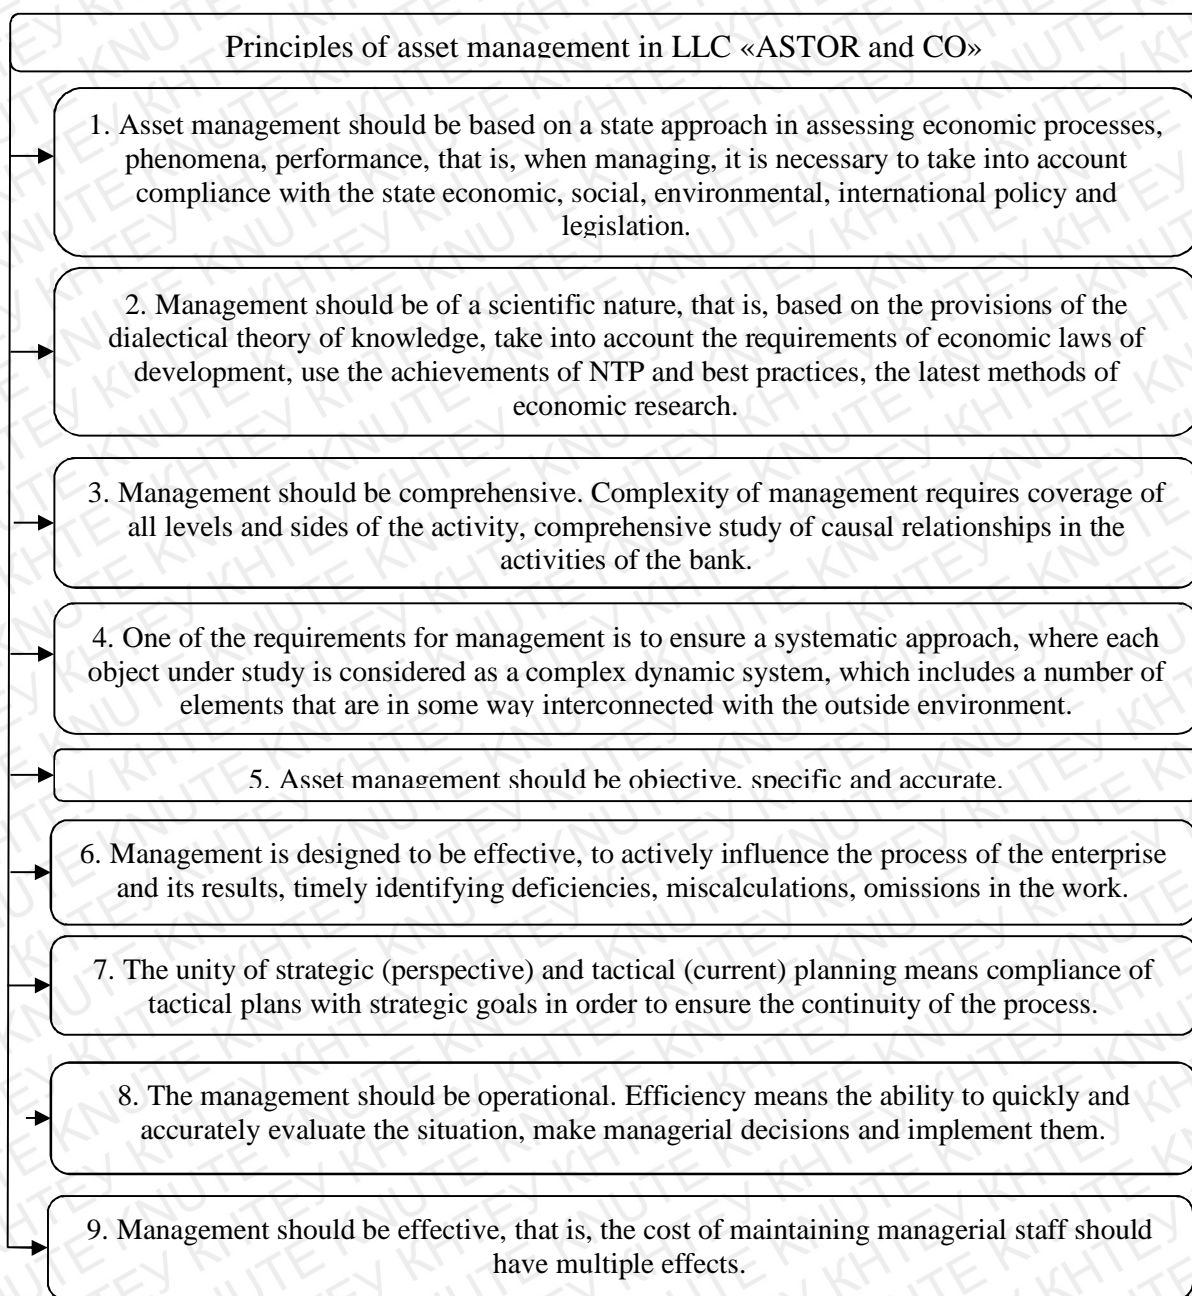 Principles of asset management in LLC «ASTOR and CO»
1. Asset management should be based on a state approach in assessing economic processes,
phenomena, performance, that is, when managing, it is necessary to take into account
compliance with the state economic, social, environmental, international policy and
legislation.
2. Management should be of a scientific nature, that is, based on the provisions of the
dialectical theory of knowledge, take into account the requirements of economic laws of
development, use the achievements of NTP and best practices, the latest methods of
economic research.
3. Management should be comprehensive. Complexity of management requires coverage of
all levels and sides of the activity, comprehensive study of causal relationships in the
activities of the bank.
4. One of the requirements for management is to ensure a systematic approach, where each
object under study is considered as a complex dynamic system, which includes a number of
elements that are in some way interconnected with the outside environment.
5. Asset management should be objective, specific and accurate.
6. Management is designed to be effective, to actively influence the process of the enterprise
and its results, timely identifying deficiencies, miscalculations, omissions in the work.
7. The unity of strategic (perspective) and tactical (current) planning means compliance of
tactical plans with strategic goals in order to ensure the continuity of the process.
8. The management should be operational. Efficiency means the ability to quickly and
accurately evaluate the situation, make managerial decisions and implement them.
9. Management should be effective, that is, the cost of maintaining managerial staff should
have multiple effects.